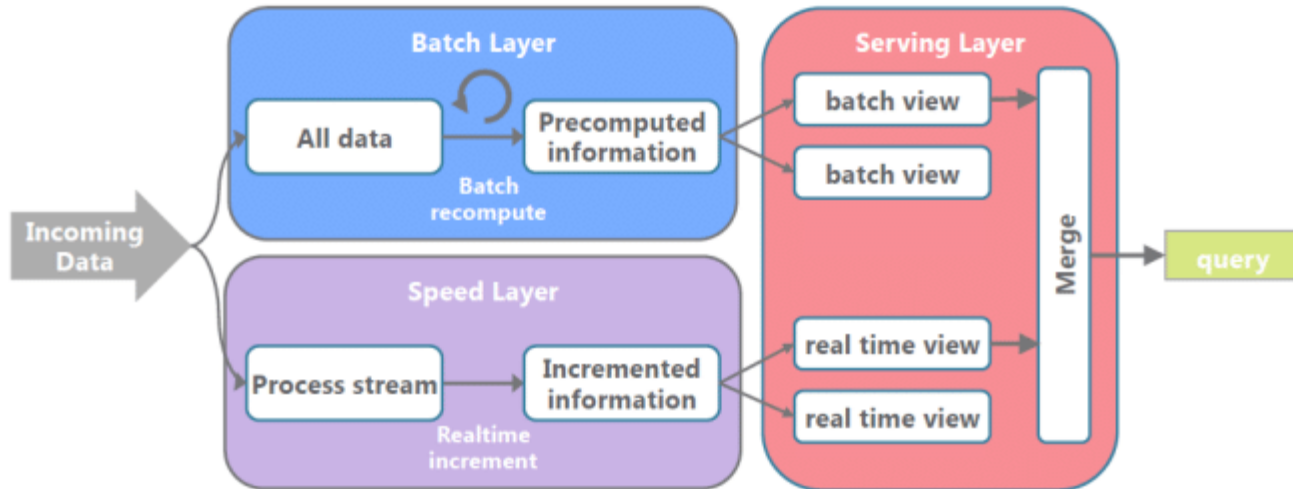 Batch Layer
All data
Precomputed
information
Batch
recompute
Incoming
Data
Speed Layer
Process stream
Incremented
information
Realtime
increment
Serving Layer
batch view
batch view
real time view
real time view
Merge
query